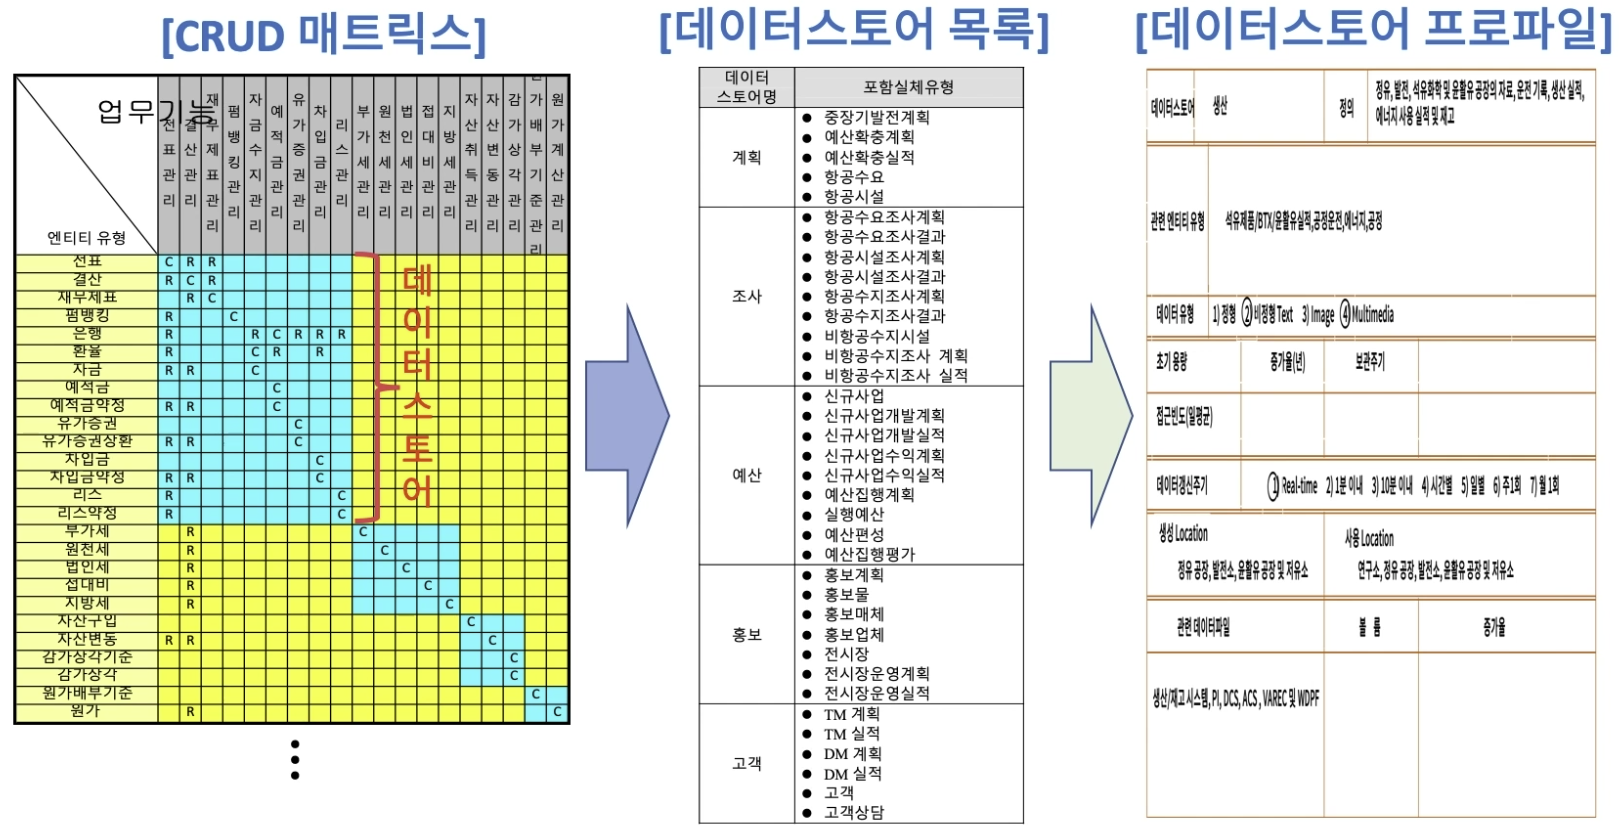 [CRUD 매트릭스]
[데이터스토어 목록]
[데이터스토어 프로파일]
업무기능
엔티티 유형
전표관리
결산관리
재무제표관리
펌뱅킹관리
자금수지관리
예적금관리
유가증권관리
차입금관리
리스관리
부가세관리
원천세관리
법인세관리
접대비관리
지방세관리
자산취득관리
자산변동관리
감가상각관리
원가배부기준관리
원가계산관리
전표 C R R
결산 R C R
재무제표 R C
펌뱅킹 R C
은행 R R C R R R
환율 R C R R
자금 R R C
예적금 C
예적금약정 R R C
유가증권 C
유가증권상환 R R C
차입금 C
차입금약정 R R C
리스 R C
리스약정 R C
부가세 R C
원천세 R C
법인세 R C
접대비 R C
지방세 R C
자산구입 C
자산변동 R R C
감가상각기준 C
감가상각 C
원가배부기준 C
원가 R C
데이터스토어
데이터
스토어명
포함실체유형
계획
● 중장기발전계획
● 예산확충계획
● 예산확충실적
● 항공수요
● 항공시설
조사
● 항공수요조사계획
● 항공수요조사결과
● 항공시설조사계획
● 항공시설조사결과
● 항공수지조사계획
● 항공수지조사결과
● 비항공수지시설
● 비항공수지조사 계획
● 비항공수지조사 실적
예산
● 신규사업
● 신규사업개발계획
● 신규사업개발실적
● 신규사업수익계획
● 신규사업수익실적
● 예산집행계획
● 실행예산
● 예산편성
● 예산집행평가
홍보
● 홍보계획
● 홍보물
● 홍보매체
● 홍보업체
● 전시장
● 전시장운영계획
● 전시장운영실적
고객
● TM 계획
● TM 실적
● DM 계획
● DM 실적
● 고객
● 고객상담
데이터스토어 생산 정의
정유, 발전, 석유화학 및 윤활유 공장의 자료, 운전 기록, 생산 실적,
에너지 사용 실적 및 재고
관련 엔티티 유형 석유제품/BTX/윤활유실적,공정운전,에너지,공정
데이터 유형 1) 정형 2) 비정형 Text 3) Image 4) Multimedia
초기 용량 증가율(년) 보관주기
접근빈도(일평균)
데이터갱신주기 1) Real-time 2) 1분 이내 3) 10분 이내 4) 시간별 5) 일별 6) 주1회 7) 월 1회
생성 Location
정유 공장, 발전소, 윤활유 공장 및 저유소
사용 Location
연구소, 정유 공장, 발전소, 윤활유 공장 및 저유소
관련 데이터파일 볼 륨 증가율
생산/재고 시스템, PI, DCS, ACS , VAREC 및 WDPF